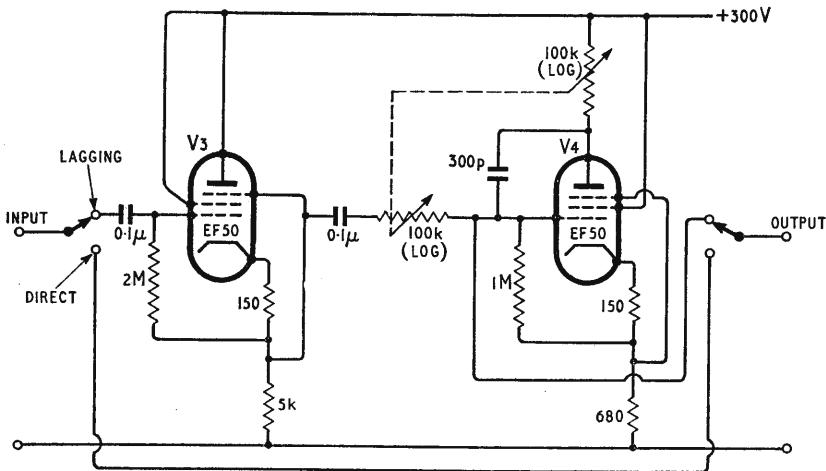 +300V
100k
(LOG)
V3
V4
LAGGING
300p
INPUT
0·1µ
EF50
0·1µ
100k
(LOG)
EF50
OUTPUT
2M
1M
DIRECT
150
150
5k
680